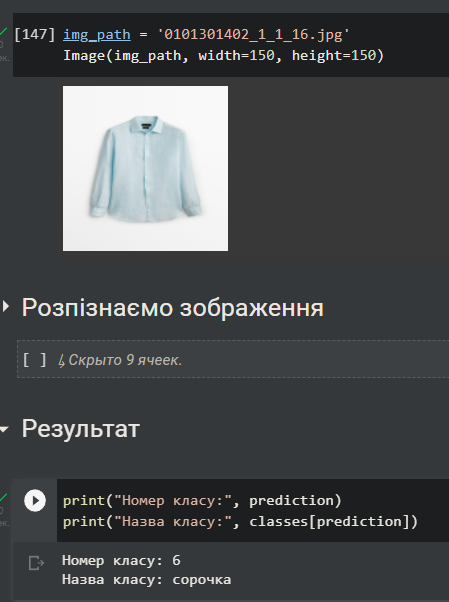 [147] img_path = '0101301402_1_1_16.jpg'
Image(img_path, width=150, height=150)
Розпізнаємо зображення
[ ] ↳ Скрыто 9 ячеек.
Результат
print("Номер класу:", prediction)
print("Назва класу:", classes[prediction])
Номер класу: 6
Назва класу: сорочка